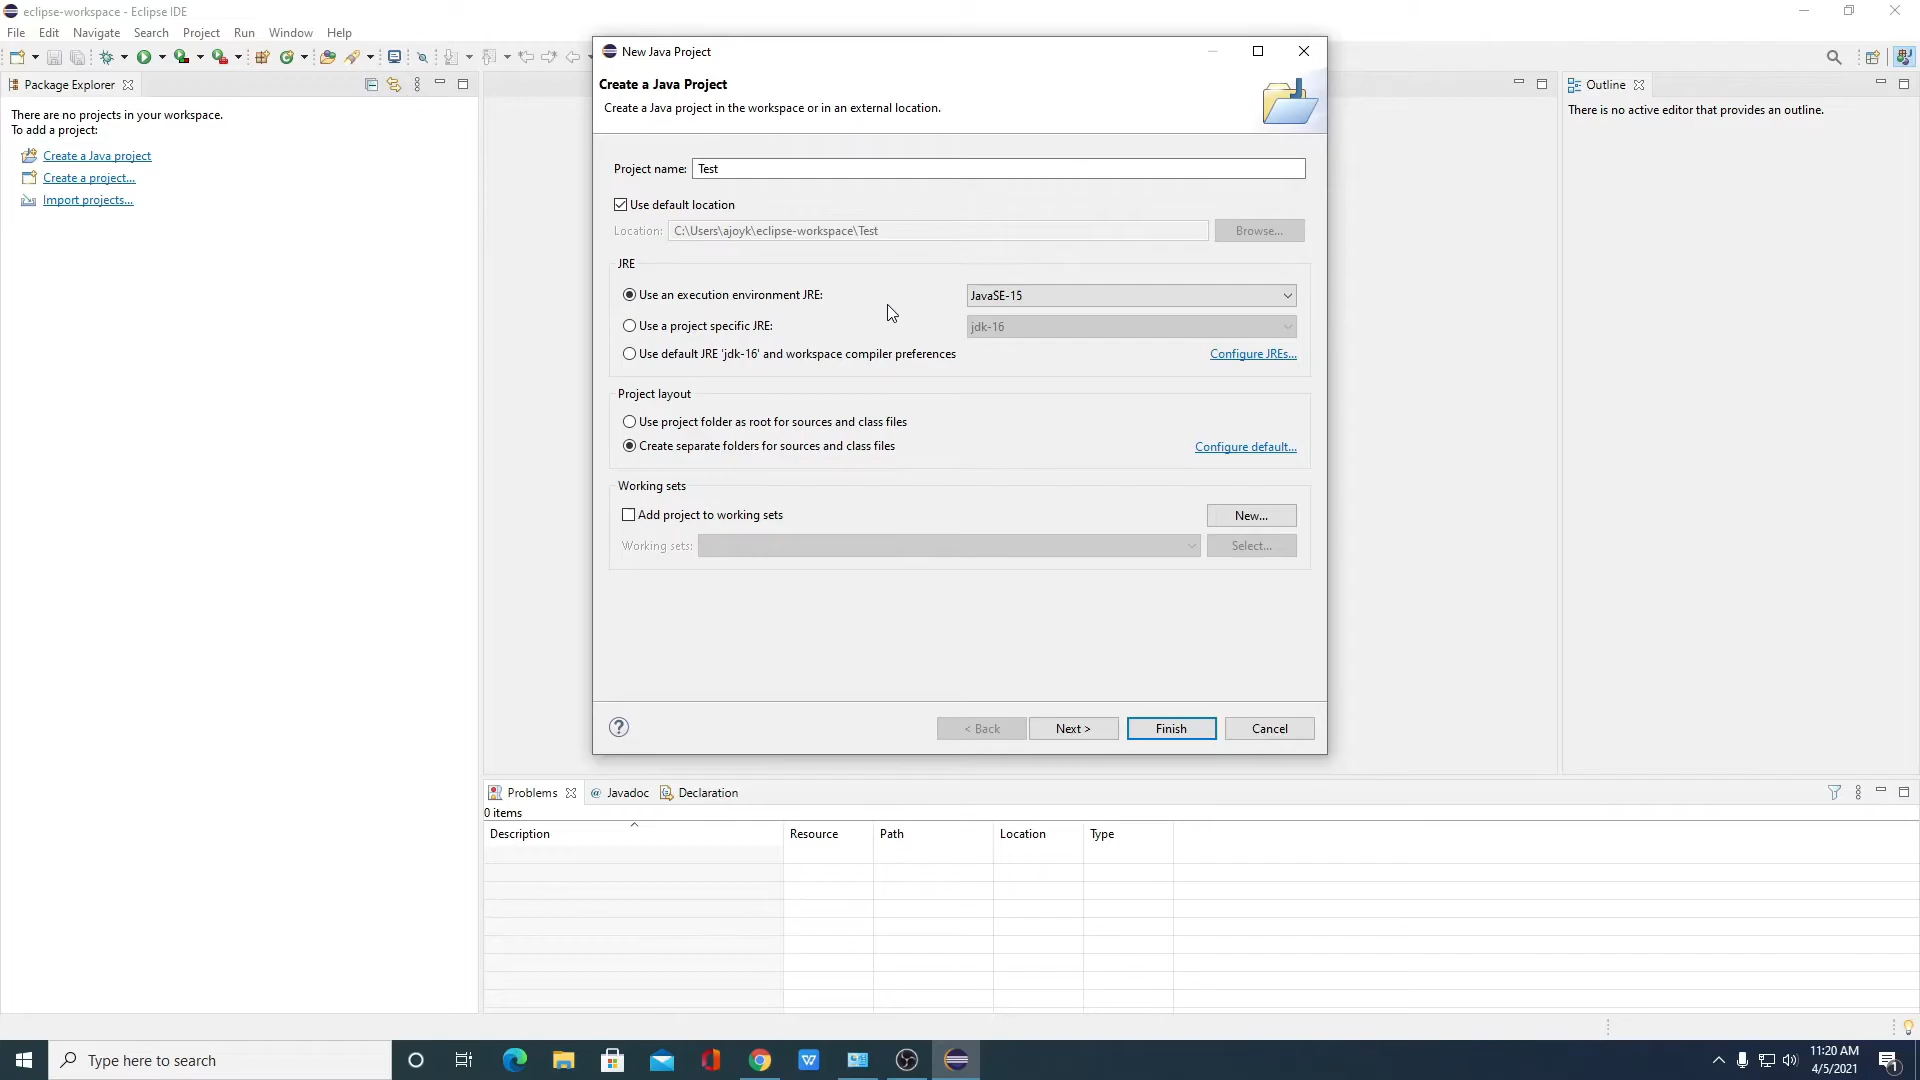 eclipse-workspace - Eclipse IDE
File Edit Navigate Search Project Run Window Help
Package Explorer
There are no projects in your workspace.
To add a project:
Create a Java project
Create a project...
Import projects...
New Java Project
Create a Java Project
Create a Java project in the workspace or in an external location.
Project name: Test
Use default location
Location: C:\Users\ajoyk\eclipse-workspace\Test Browse...
JRE
Use an execution environment JRE: JavaSE-15
Use a project specific JRE: jdk-16
Use default JRE 'jdk-16' and workspace compiler preferences Configure JREs...
Project layout
Use project folder as root for sources and class files
Create separate folders for sources and class files Configure default...
Working sets
Add project to working sets New...
Working sets: Select...
? < Back Next > Finish Cancel
Outline
There is no active editor that provides an outline.
Problems @ Javadoc Declaration
0 items
Description Resource Path Location Type
Type here to search
11:20 AM
4/5/2021
1